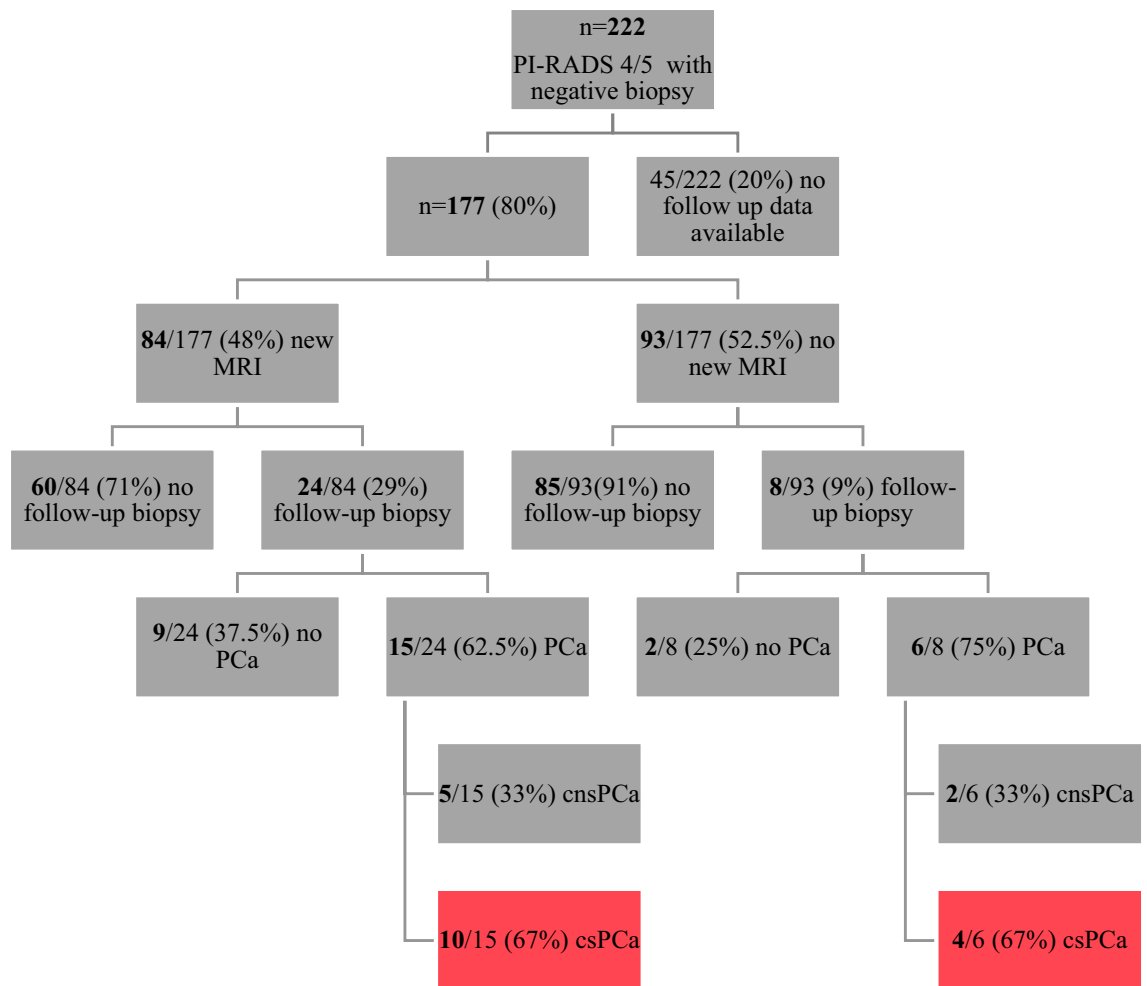 n=222
PI-RADS 4/5 with
negative biopsy
n=177 (80%)
45/222 (20%) no
follow up data
available
84/177 (48%) new
MRI
93/177 (52.5%) no
new MRI
60/84 (71%) no
follow-up biopsy
24/84 (29%)
follow-up biopsy
85/93(91%) no
follow-up biopsy
8/93 (9%) follow-
up biopsy
9/24 (37.5%) no
PCa
15/24 (62.5%) PCa
2/8 (25%) no PCa
6/8 (75%) PCa
5/15 (33%) cnsPCa
2/6 (33%) cnsPCa
10/15 (67%) csPCa
4/6 (67%) csPCa